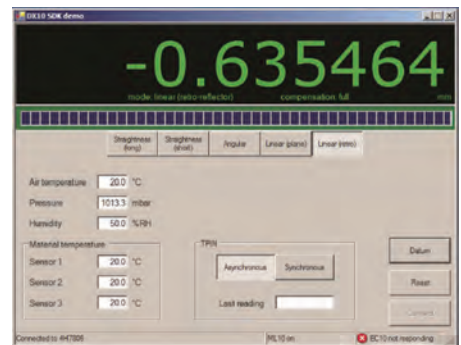 DX10 SDK demo
-0.635464
mode: linear (retro-reflector) compensation: full mm
Straightness (long) Straightness (short) Angular Linear (plane) Linear (retro)
Air temperature 20.0 °C
Pressure 1013.3 mbar
Humidity 50.0 %RH
Material temperature
Sensor 1 20.0 °C
Sensor 2 20.0 °C
Sensor 3 20.0 °C
TPIN
Asynchronous Synchronous
Last reading
Datum
Reset
Connect
Connected to 4H7806 ML10 on EC10 not responding